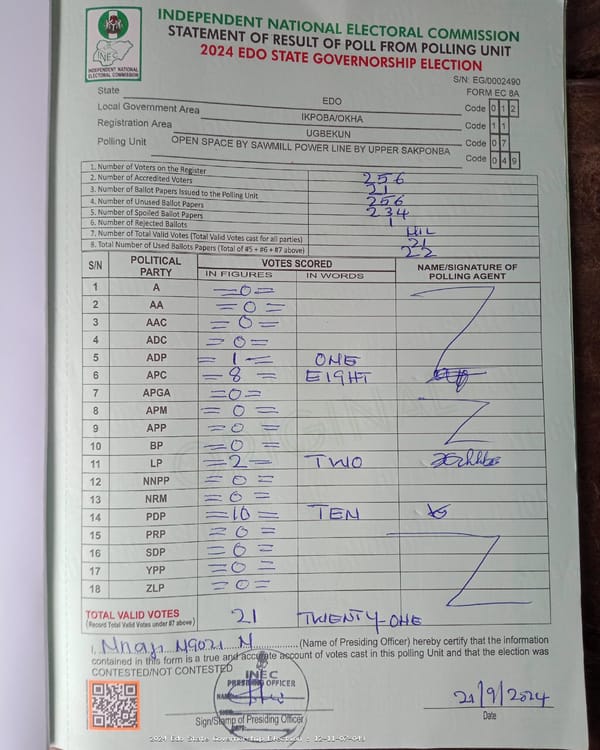 INDEPENDENT NATIONAL ELECTORAL COMMISSION
STATEMENT OF RESULT OF POLL FROM POLLING UNIT
2024 EDO STATE GOVERNORSHIP ELECTION
INEC
INDEPENDENT NATIONAL
ELECTORAL COMMISSION
S/N: EG/0002490
FORM EC 8A
State EDO Code 0 1 2
Local Government Area IKPOBA/OKHA Code 1 1
Registration Area UGBEKUN Code 0 7
Polling Unit OPEN SPACE BY SAWMILL POWER LINE BY UPPER SAKPONBA Code 0 4 9
1. Number of Voters on the Register 256
2. Number of Accredited Voters 21
3. Number of Ballot Papers Issued to the Polling Unit 256
4. Number of Unused Ballot Papers 234
5. Number of Spoiled Ballot Papers 1
6. Number of Rejected Ballots NIL
7. Number of Total Valid Votes (Total Valid Votes cast for all parties) 21
8. Total Number of Used Ballots Papers (Total of #5 + #6 + #7 above) 22
S/N POLITICAL PARTY VOTES SCORED NAME/SIGNATURE OF POLLING AGENT
IN FIGURES IN WORDS
1 A =0=
2 AA =0=
3 AAC =0=
4 ADC =0=
5 ADP =1= ONE
6 APC =8= EIGHT
7 APGA =0=
8 APM =0=
9 APP =0=
10 BP =0=
11 LP =2= TWO
12 NNPP =0=
13 NRM =0=
14 PDP =10= TEN
15 PRP =0=
16 SDP =0=
17 YPP =0=
18 ZLP =0=
TOTAL VALID VOTES 21 TWENTY-ONE
(Record Total Valid Votes under #7 above)
I, Nnaji Ngozi N (Name of Presiding Officer) hereby certify that the information
contained in this form is a true and accurate account of votes cast in this polling Unit and that the election was
CONTESTED/NOT CONTESTED
INEC
PRESIDING OFFICER
NAME
SIGN
DATE
21/9/2024
Sign/Stamp of Presiding Officer
Date
2024 Edo State Governorship Election : 12-11-07-049